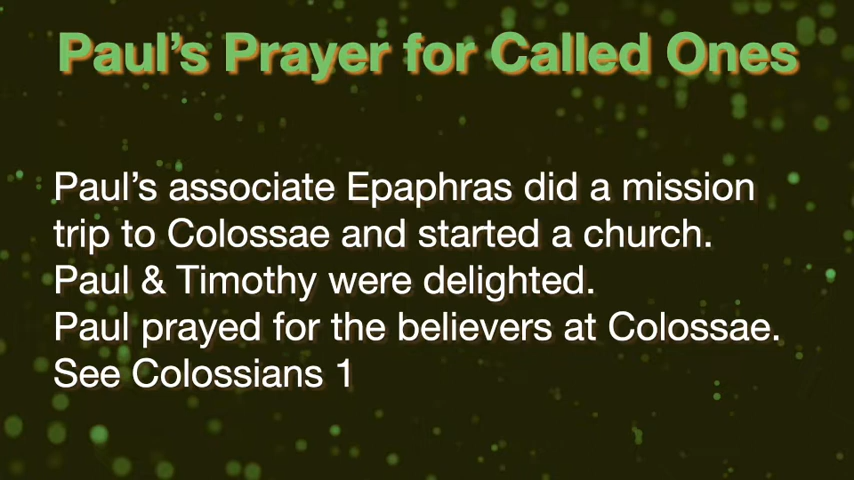 Paul’s Prayer for Called Ones
Paul’s associate Epaphras did a mission
trip to Colossae and started a church.
Paul & Timothy were delighted.
Paul prayed for the believers at Colossae.
See Colossians 1